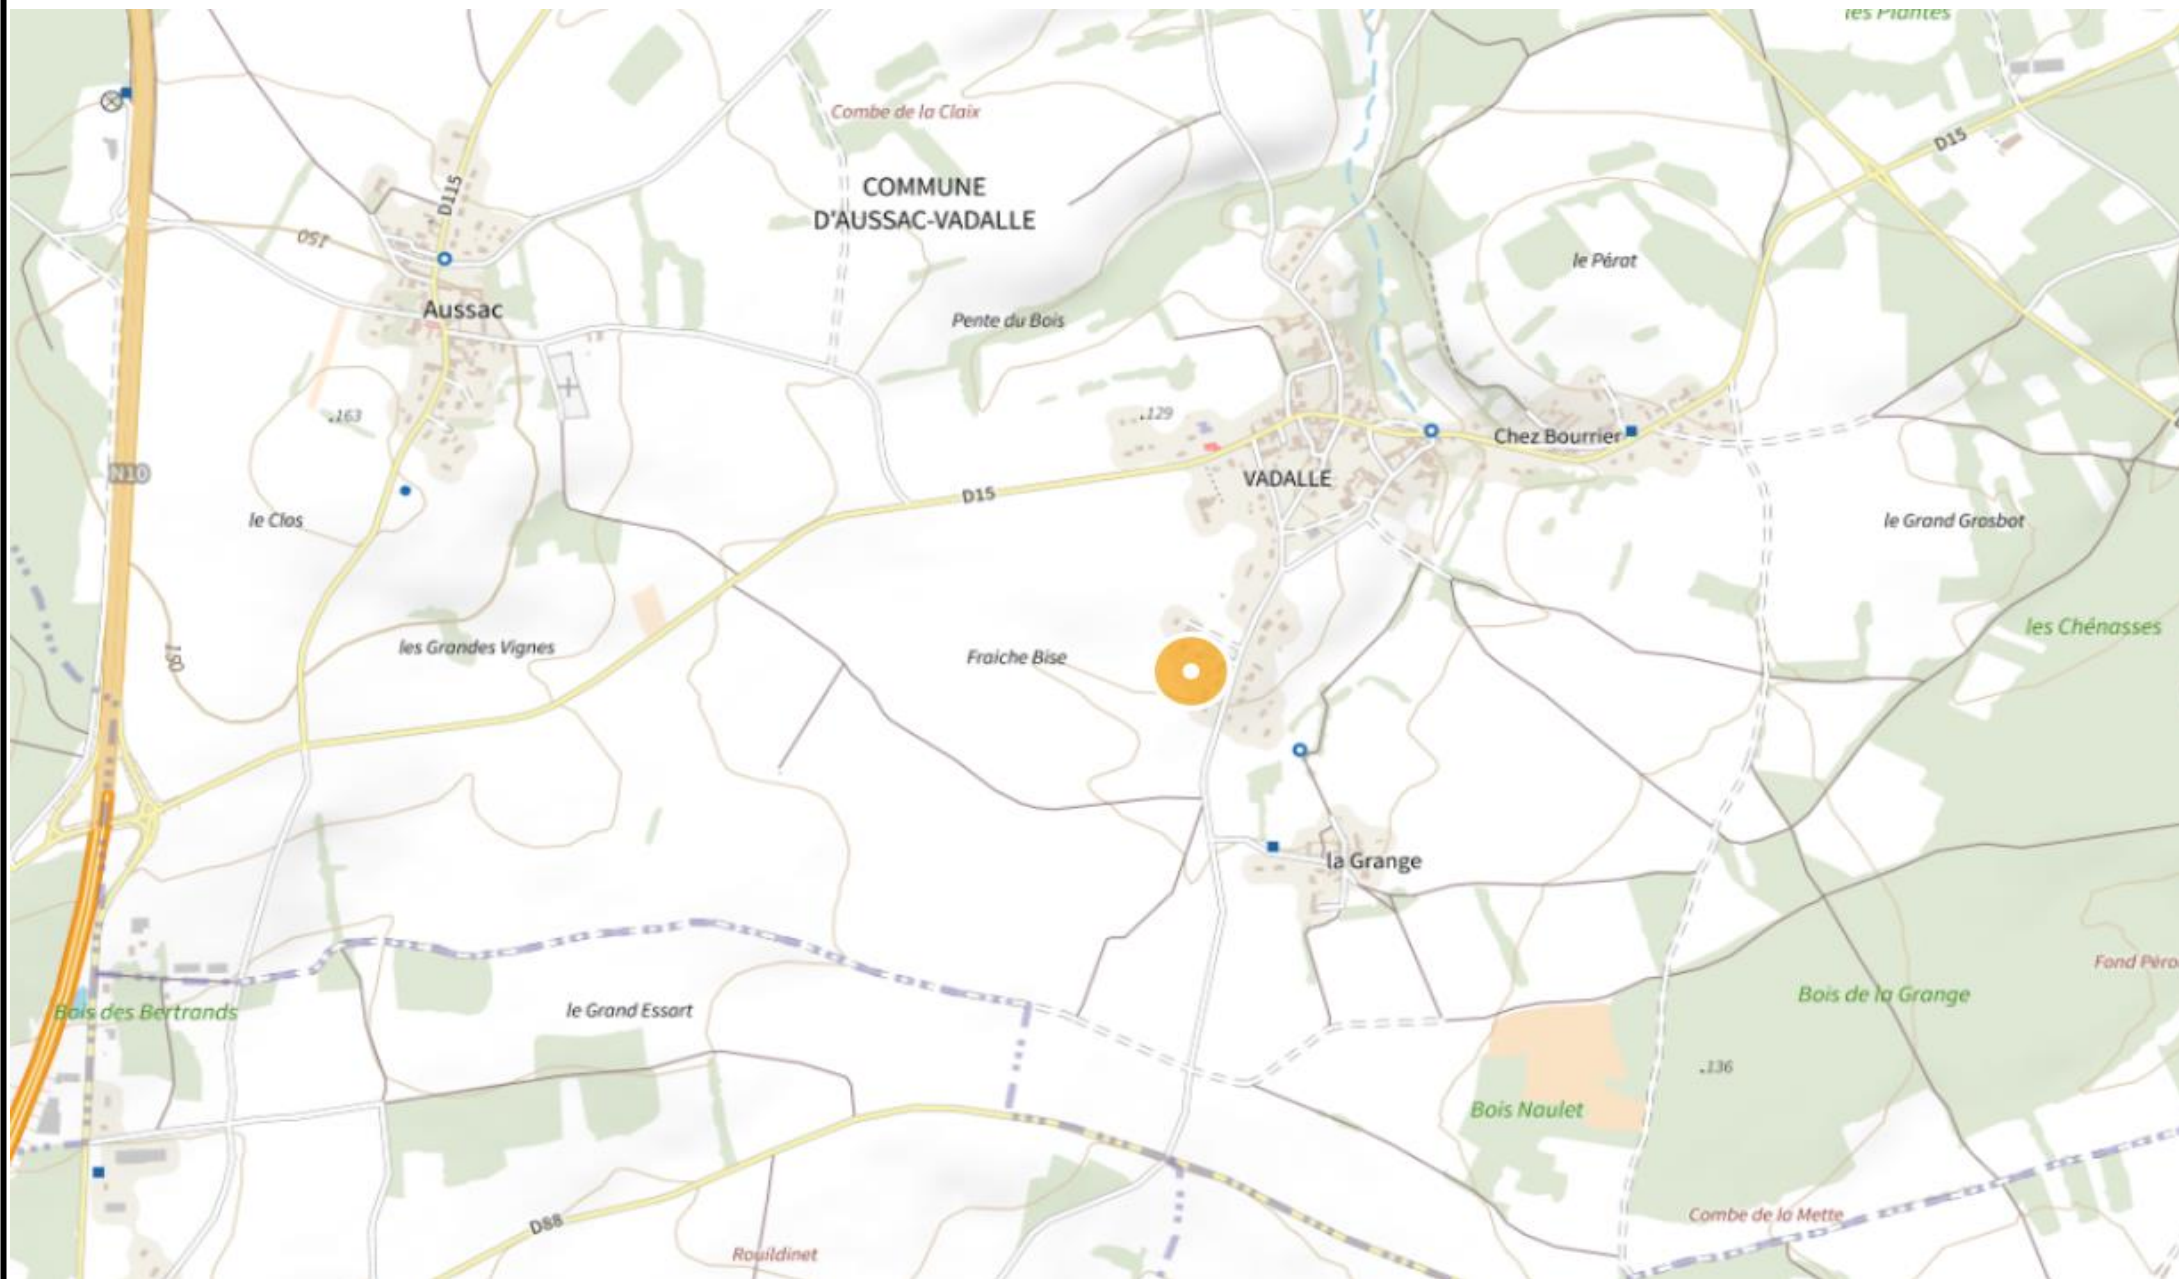 les Plantes
Combe de la Claix
D15
COMMUNE
D'AUSSAC-VADALLE
D115
150
le Pérat
Aussac
Pente du Bois
.163
.129
Chez Bourrier
N10
VADALLE
D15
le Clos
le Grand Grosbot
les Chénasses
les Grandes Vignes
150
Fraiche Bise
la Grange
Fond Péro
Bois de la Grange
Bois des Bertrands
le Grand Essart
.136
Bois Naulet
Combe de la Mette
D88
Rouildinet